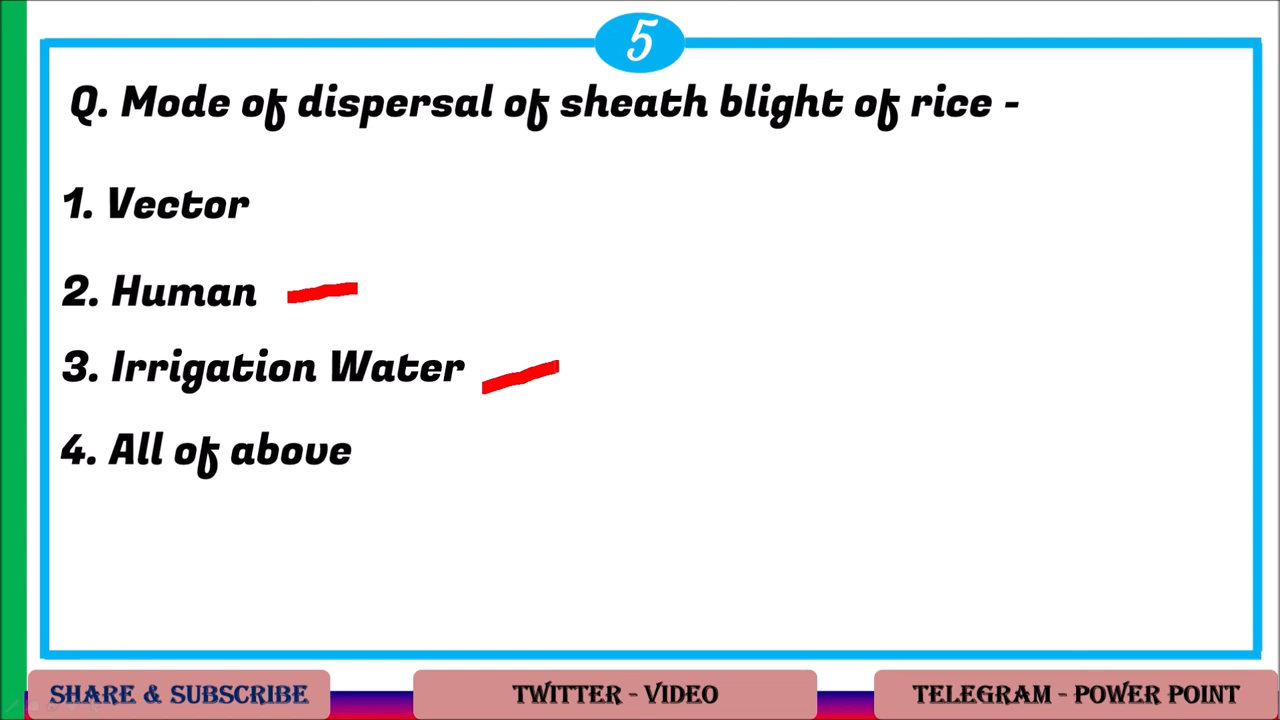 5
Q. Mode of dispersal of sheath blight of rice -
1. Vector
2. Human
3. Irrigation Water
4. All of above
SHARE & SUBSCRIBE
TWITTER - VIDEO
TELEGRAM - POWER POINT